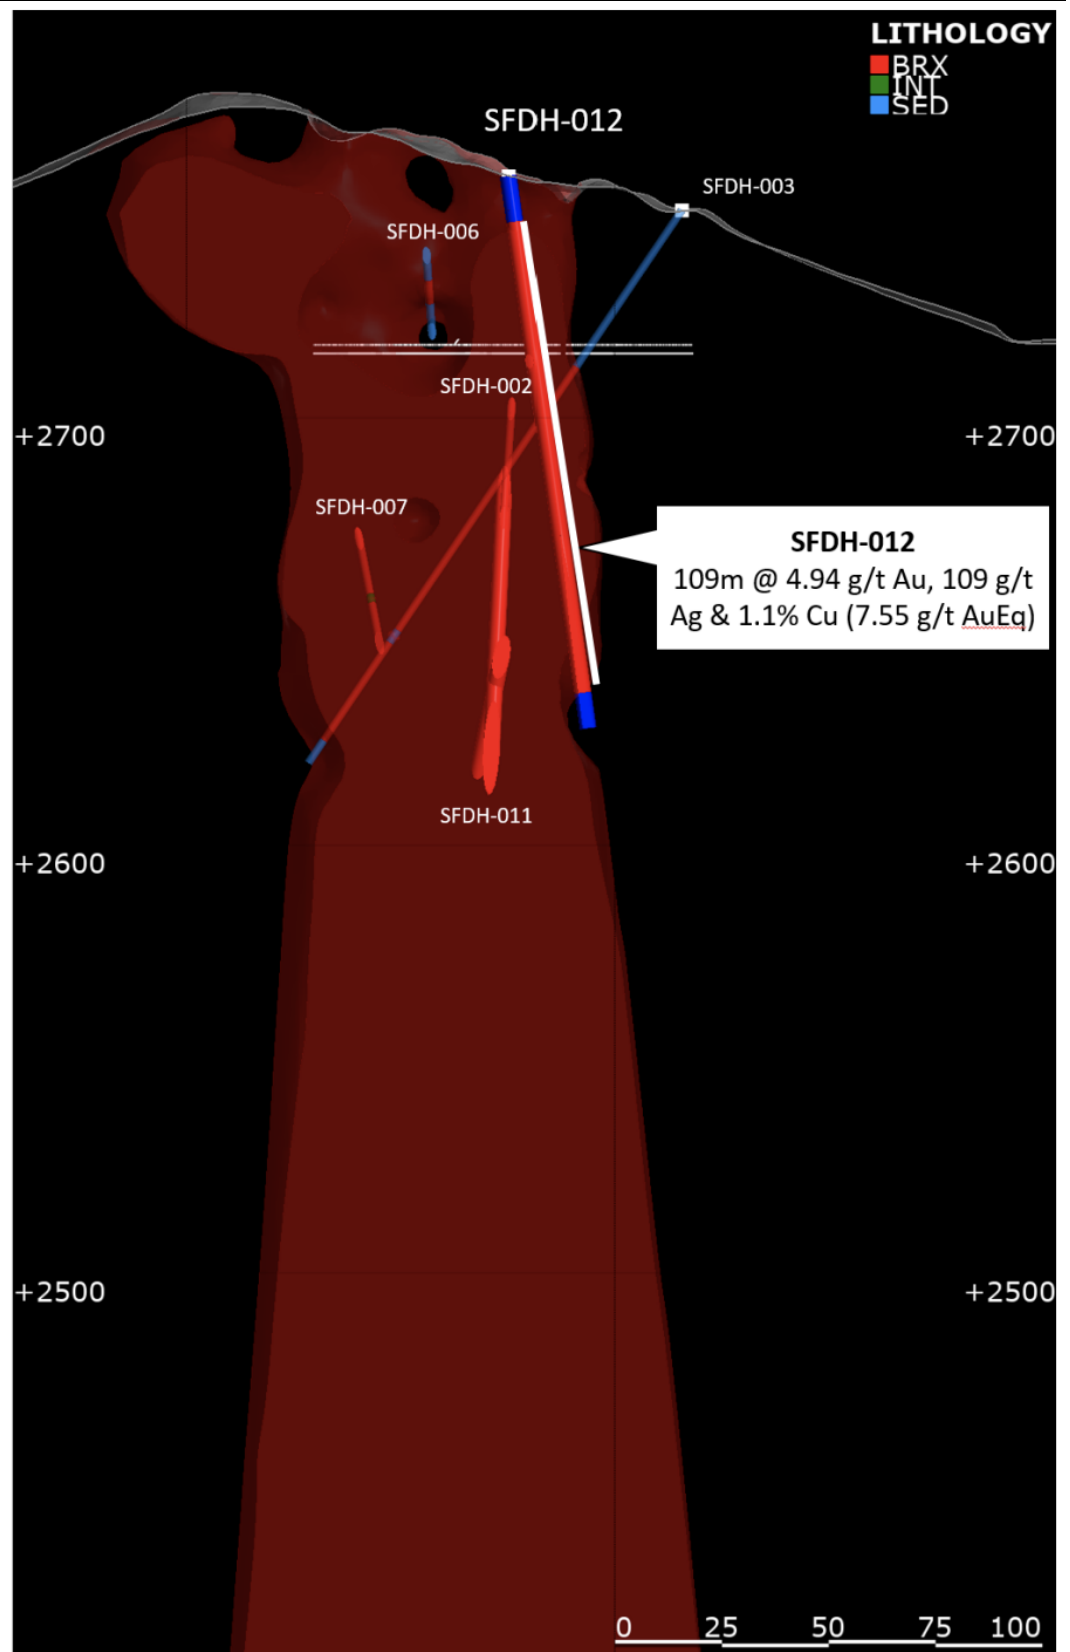 LITHOLOGY
BRX
INT
SED
SFDH-012
SFDH-003
SFDH-006
SFDH-002
+2700
+2700
SFDH-007
SFDH-012
109m @ 4.94 g/t Au, 109 g/t
Ag & 1.1% Cu (7.55 g/t AuEq)
SFDH-011
+2600
+2600
+2500
+2500
0 25 50 75 100